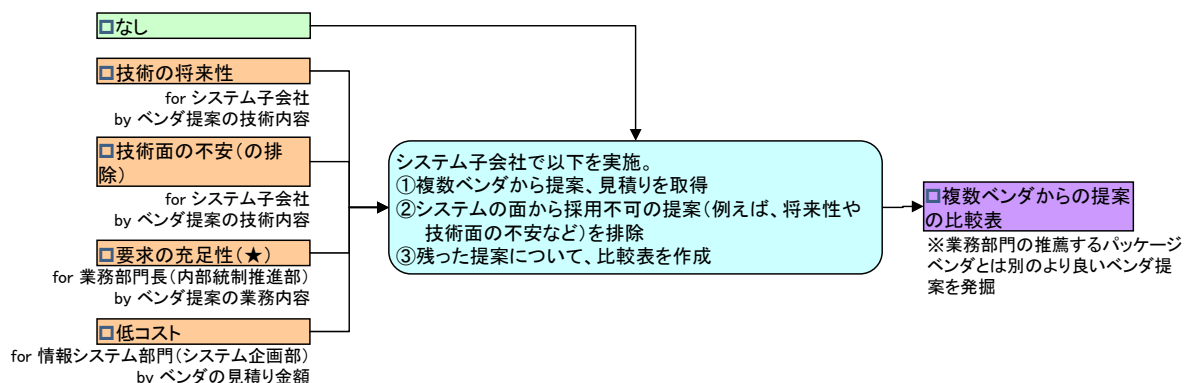 なし
技術の将来性
for システム子会社
by ベンダ提案の技術内容
技術面の不安(の排
除)
for システム子会社
by ベンダ提案の技術内容
要求の充足性(★)
for 業務部門長(内部統制推進部)
by ベンダ提案の業務内容
低コスト
for 情報システム部門(システム企画部)
by ベンダの見積り金額
システム子会社で以下を実施。
①複数ベンダから提案、見積りを取得
②システムの面から採用不可の提案(例えば、将来性や
技術面の不安など)を排除
③残った提案について、比較表を作成
複数ベンダからの提案
の比較表
※業務部門の推薦するパッケージ
ベンダとは別のより良いベンダ提
案を発掘